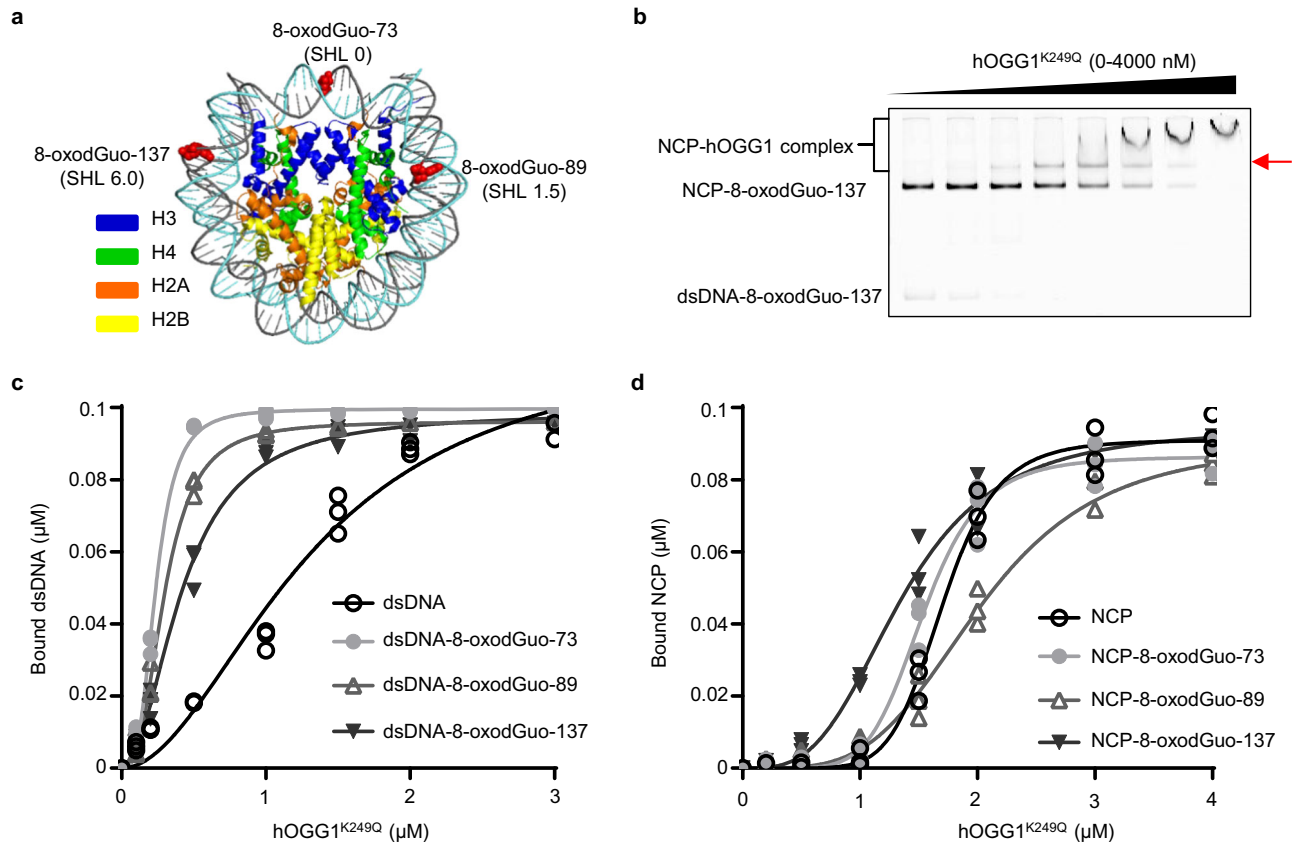 a
8-oxodGuo-73
(SHL 0)
8-oxodGuo-137
(SHL 6.0)
8-oxodGuo-89
(SHL 1.5)
H3
H4
H2A
H2B
b
hOGG1K249Q (0-4000 nM)
NCP-hOGG1 complex
NCP-8-oxodGuo-137
dsDNA-8-oxodGuo-137
c
0.1
0.08
0.06
0.04
0.02
0
Bound dsDNA (µM)
dsDNA
dsDNA-8-oxodGuo-73
dsDNA-8-oxodGuo-89
dsDNA-8-oxodGuo-137
0 1 2 3
hOGG1K249Q (µM)
d
0.1
0.08
0.06
0.04
0.02
0
Bound NCP (µM)
NCP
NCP-8-oxodGuo-73
NCP-8-oxodGuo-89
NCP-8-oxodGuo-137
0 1 2 3 4
hOGG1K249Q (µM)